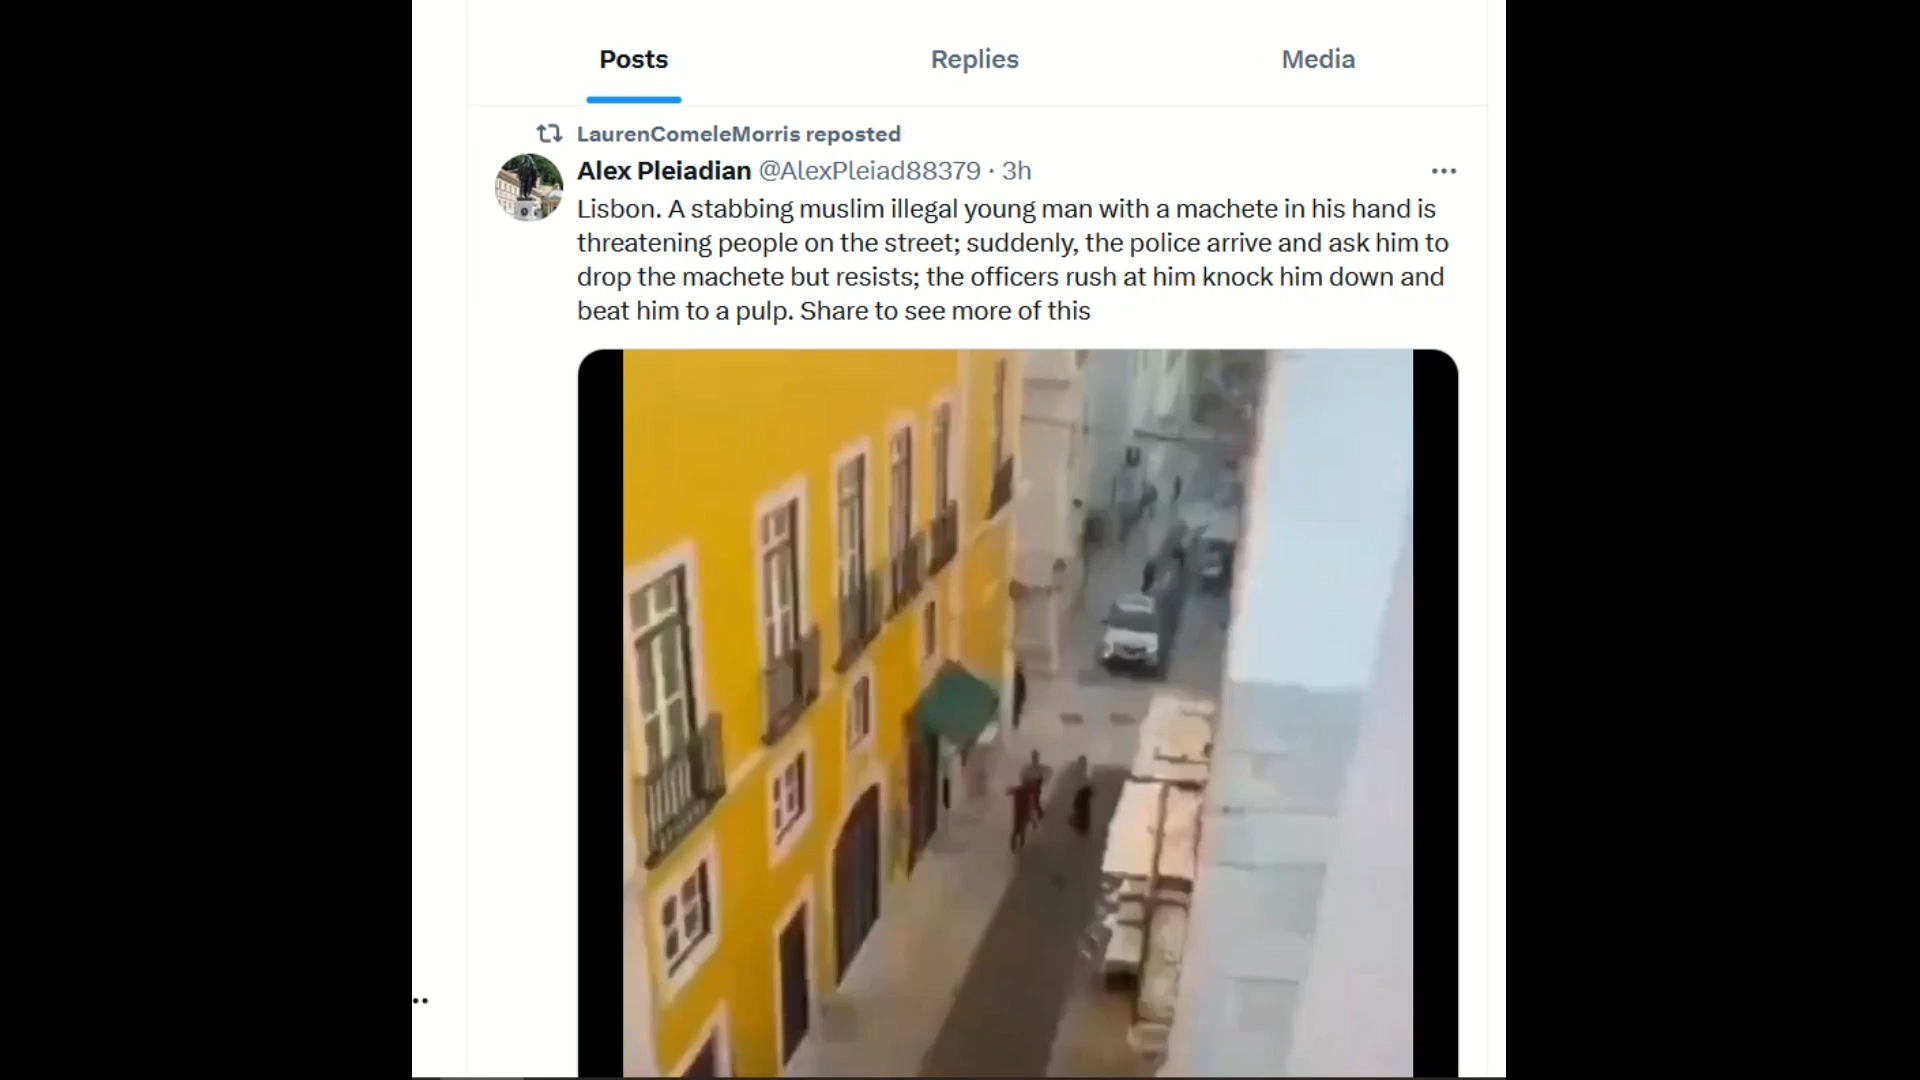 Posts Replies Media
LaurenComeleMorris reposted
Alex Pleiadian @AlexPleiad88379 · 3h
Lisbon. A stabbing muslim illegal young man with a machete in his hand is
threatening people on the street; suddenly, the police arrive and ask him to
drop the machete but resists; the officers rush at him knock him down and
beat him to a pulp. Share to see more of this